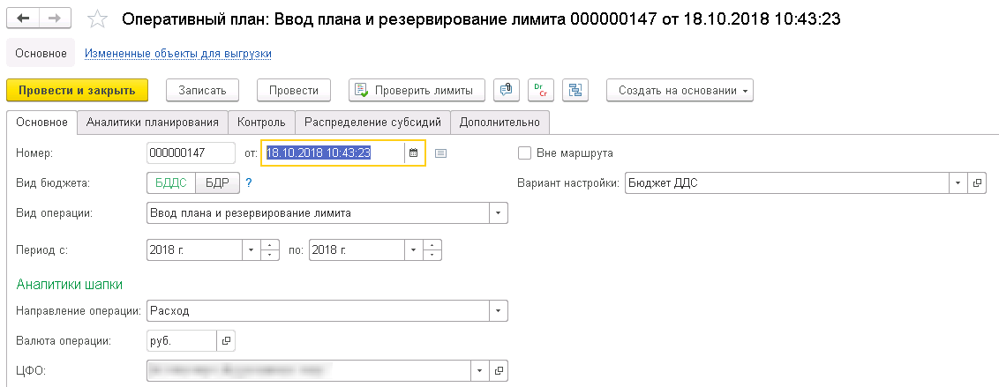 Оперативный план: Ввод плана и резервирование лимита 000000147 от 18.10.2018 10:43:23
Основное Измененные объекты для выгрузки
Провести и закрыть Записать Провести Проверить лимиты Dr Cr Создать на основании
Основное Аналитики планирования Контроль Распределение субсидий Дополнительно
Номер: 000000147 от: 18.10.2018 10:43:23 Вне маршрута
Вид бюджета: БДДС БДР ? Вариант настройки: Бюджет ДДС
Вид операции: Ввод плана и резервирование лимита
Период с: 2018 г. по: 2018 г.
Аналитики шапки
Направление операции: Расход
Валюта операции: руб.
ЦФО: